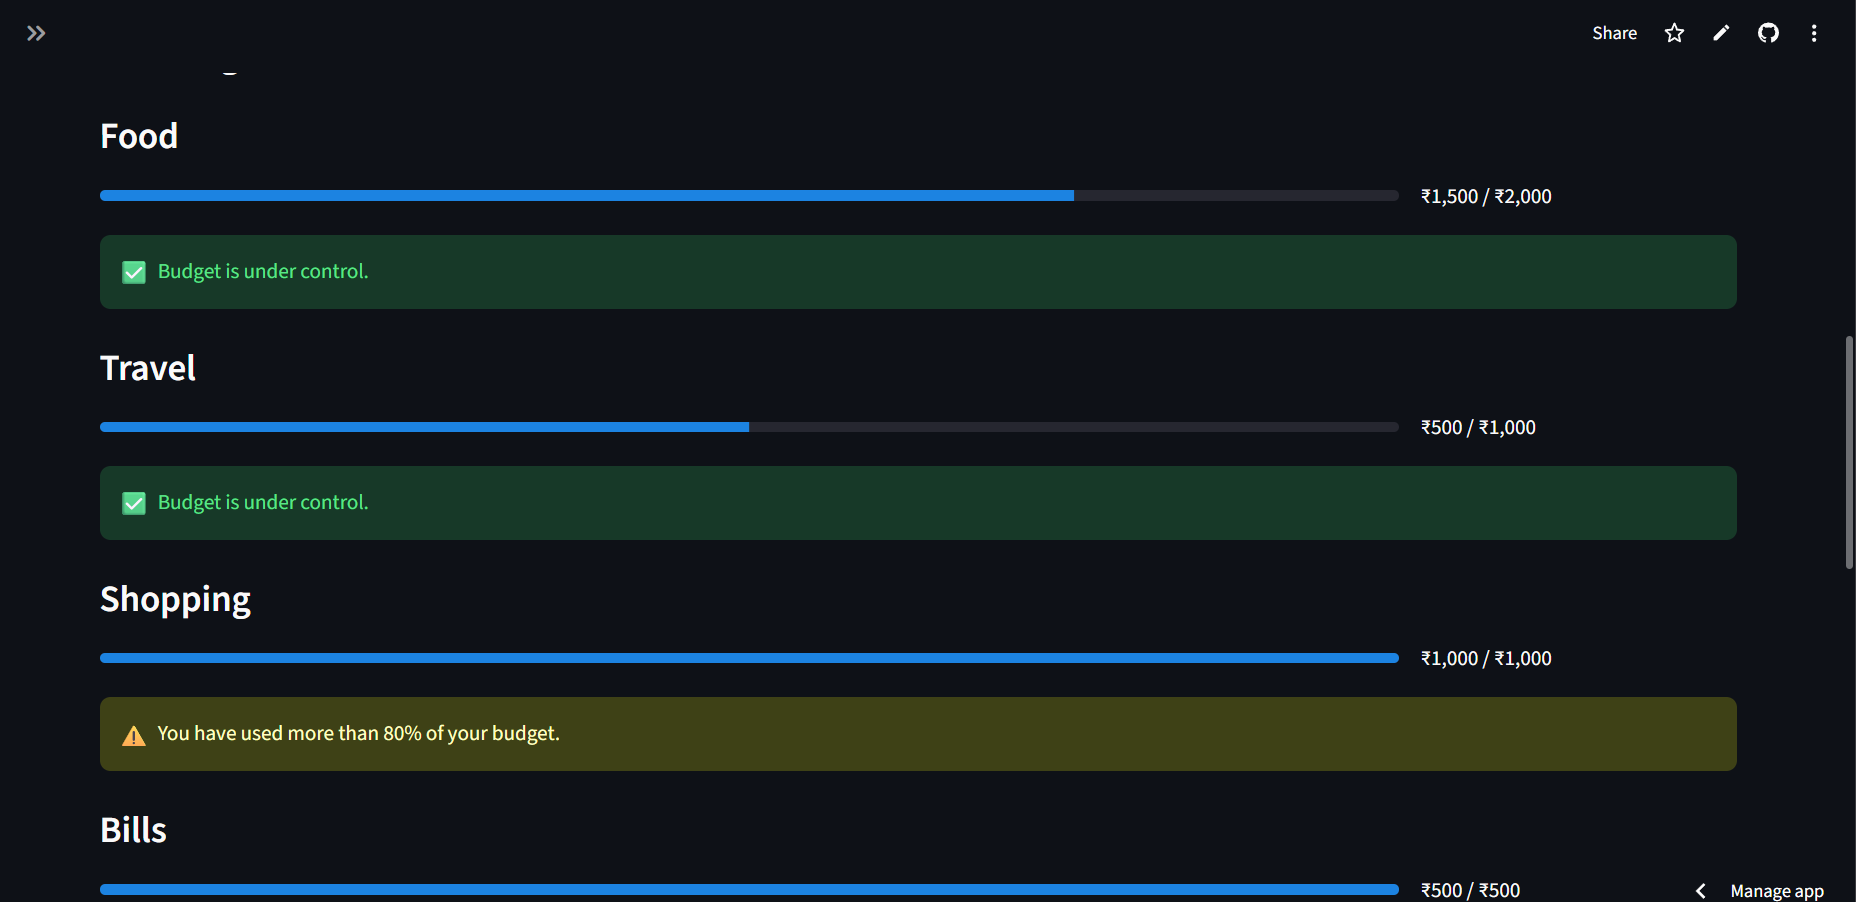 Share
Food
₹1,500 / ₹2,000
✅ Budget is under control.
Travel
₹500 / ₹1,000
✅ Budget is under control.
Shopping
₹1,000 / ₹1,000
⚠️ You have used more than 80% of your budget.
Bills
₹500 / ₹500
Manage app